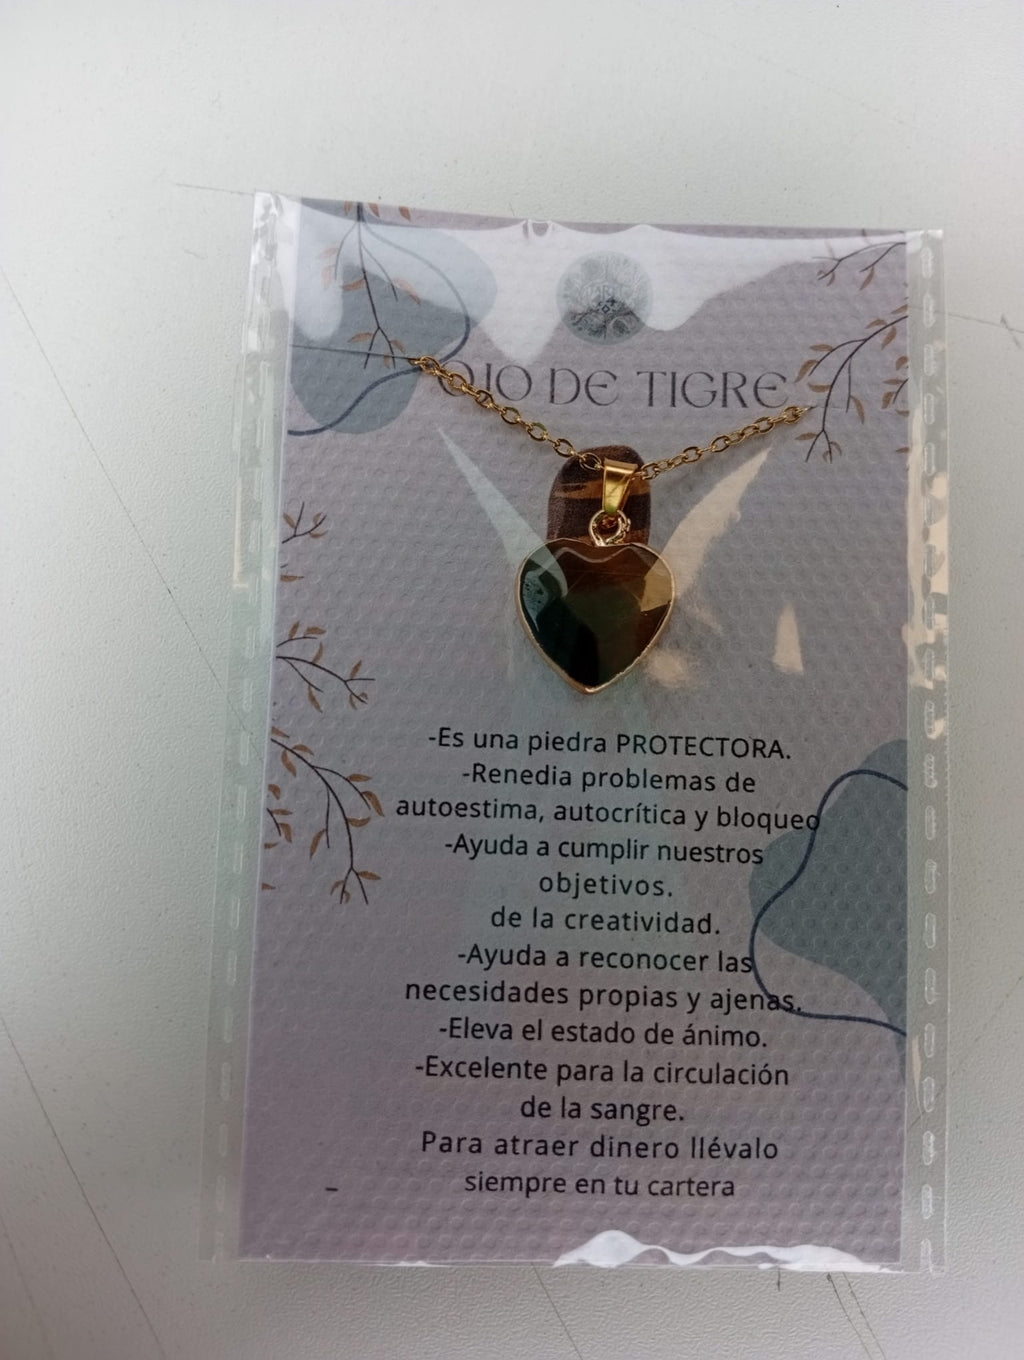 OJO DE TIGRE
-Es una piedra PROTECTORA.
-Renedia problemas de
autoestima, autocrítica y bloqueo
-Ayuda a cumplir nuestros
objetivos.
de la creatividad.
-Ayuda a reconocer las
necesidades propias y ajenas.
-Eleva el estado de ánimo.
-Excelente para la circulación
de la sangre.
Para atraer dinero llévalo
siempre en tu cartera
–